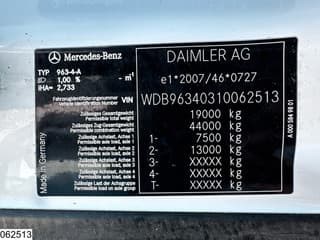 Mercedes-Benz
DAIMLER AG
TYP 963-4-A
1,00 % - m¹
iHA= 2,733
e1*2007/46*0727
Fahrzeugidentifizierungsnummer
Vehicle Identification Number VIN
WDB96340310062513
Zulässiges Gesamtgewicht
Permissible weight
19000 kg
Zulässiges Zug-Gesamtgewicht
Permissible combination weight
44000 kg
Zulässige Achslast, Achse 1
Permissible axle load, axle 1
1- 7500 kg
Zulässige Achslast, Achse 2
Permissible axle load, axle 2
2- 13000 kg
Zulässige Achslast, Achse 3
Permissible axle load, axle 3
3- XXXXX kg
Zulässige Achslast, Achse 4
Permissible axle load, axle 4
4- XXXXX kg
Zulässige Last der Achsgruppe
Permissible load on axle group
T- XXXXX kg
Made in Germany
A 000 584 98 01
062513